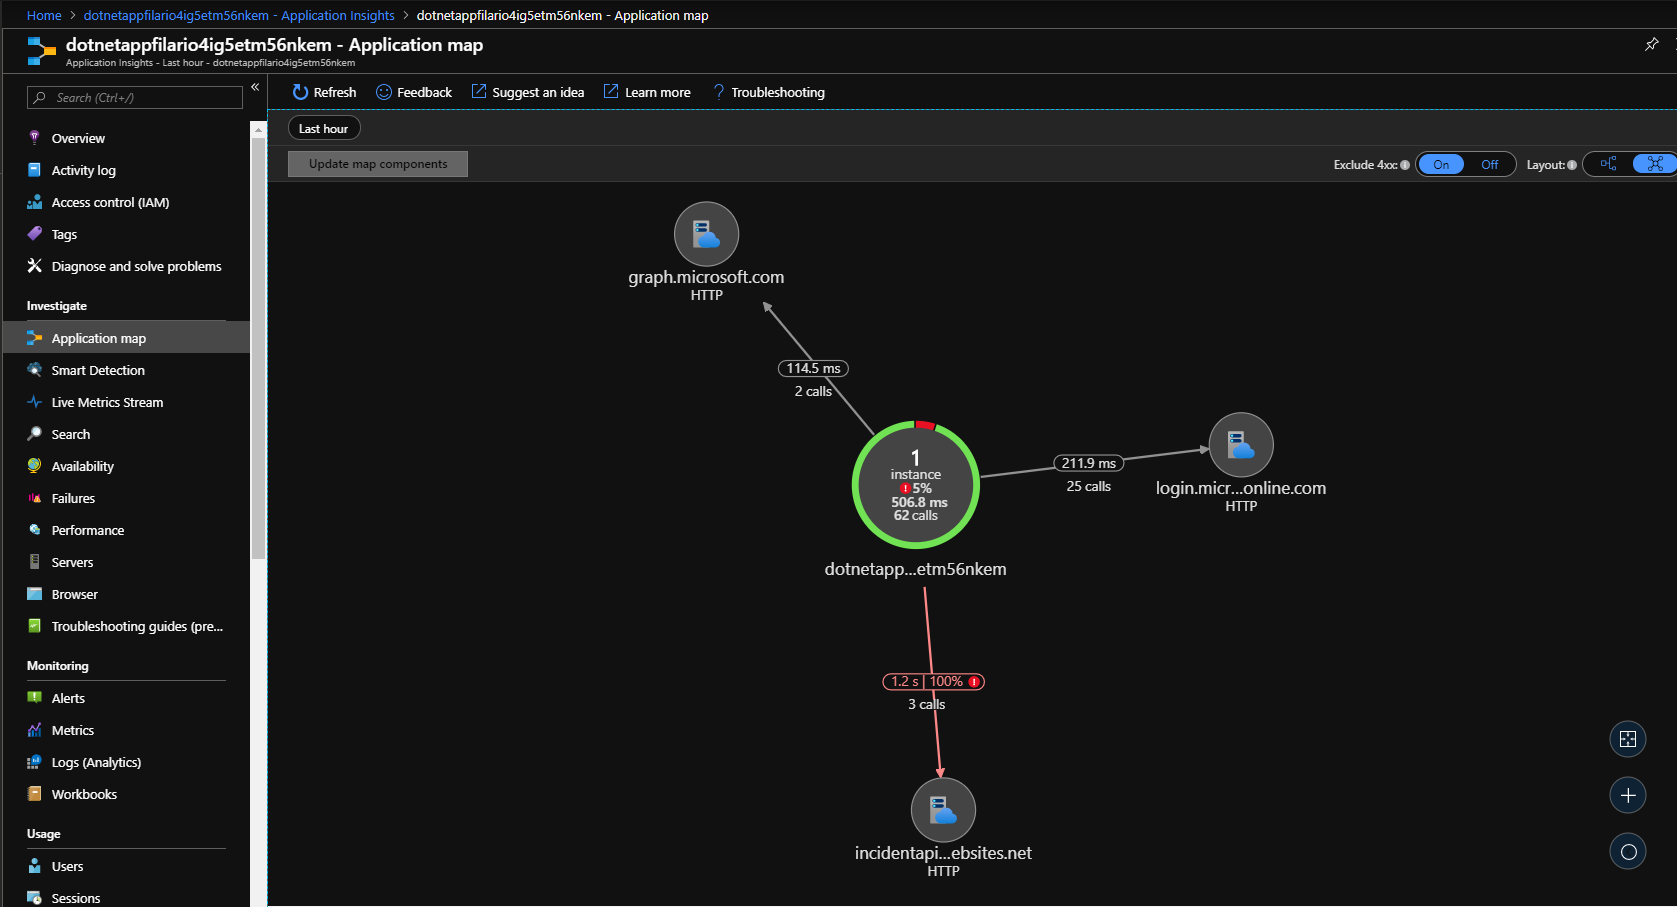 Home > dotnetappfilario4ig5etm56nkem - Application Insights > dotnetappfilario4ig5etm56nkem - Application map
dotnetappfilario4ig5etm56nkem - Application map
Application Insights - Last hour - dotnetappfilario4ig5etm56nkem
Search (Ctrl+/)
«
Refresh
Feedback
Suggest an idea
Learn more
? Troubleshooting
Last hour
Update map components
Exclude 4xx:
On
Off
Layout:
Overview
Activity log
Access control (IAM)
Tags
Diagnose and solve problems
Investigate
Application map
Smart Detection
Live Metrics Stream
Search
Availability
Failures
Performance
Servers
Browser
Troubleshooting guides (pre...
Monitoring
Alerts
Metrics
Logs (Analytics)
Workbooks
Usage
Users
Sessions
graph.microsoft.com
HTTP
114.5 ms
2 calls
1
instance
5%
506.8 ms
62 calls
dotnetapp...etm56nkem
211.9 ms
25 calls
login.micr...online.com
HTTP
1.2 s | 100%
3 calls
incidentapi...ebsites.net
HTTP